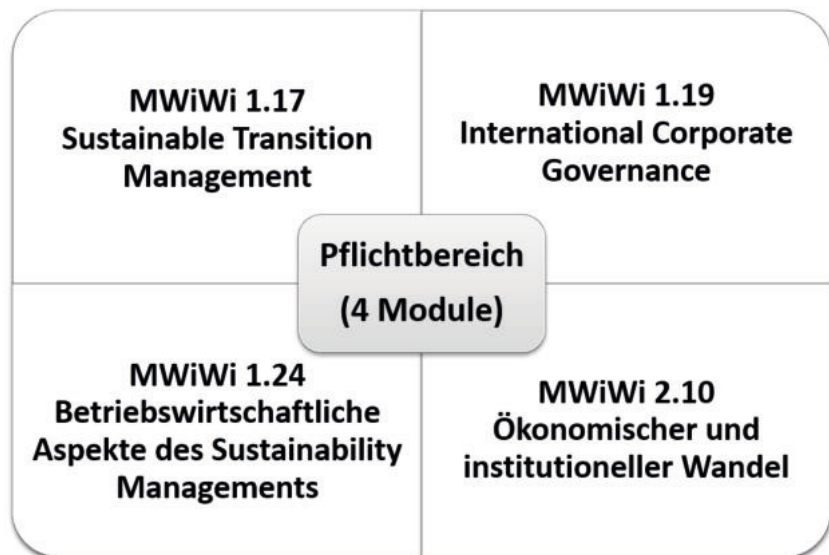 MWiWi 1.17
Sustainable Transition
Management
MWiWi 1.19
International Corporate
Governance
Pflichtbereich
(4 Module)
MWiWi 1.24
Betriebswirtschaftliche
Aspekte des Sustainability
Managements
MWiWi 2.10
Ökonomischer und
institutioneller Wandel